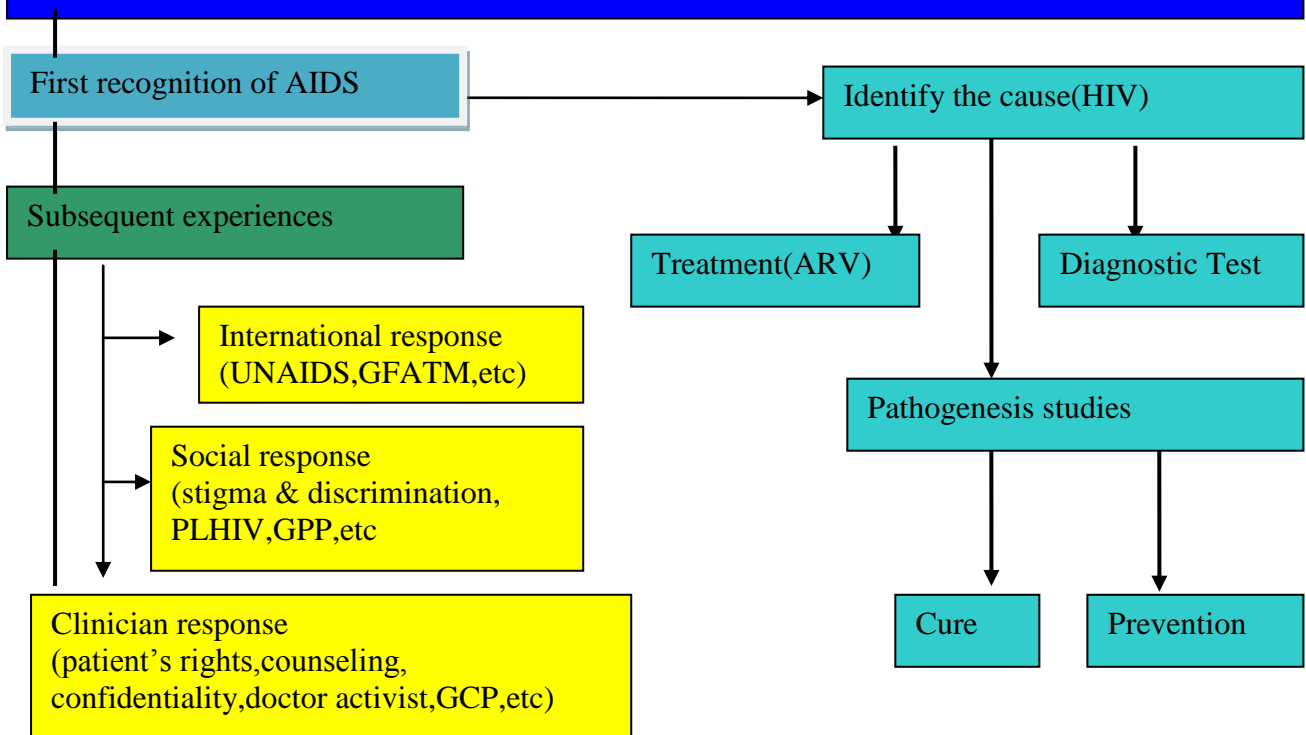 First recognition of AIDS
Identify the cause(HIV)
Subsequent experiences
Treatment(ARV)
Diagnostic Test
International response
(UNAIDS,GFATM,etc)
Pathogenesis studies
Social response
(stigma & discrimination,
PLHIV,GPP,etc
Cure
Prevention
Clinician response
(patient’s rights,counseling,
confidentiality,doctor activist,GCP,etc)